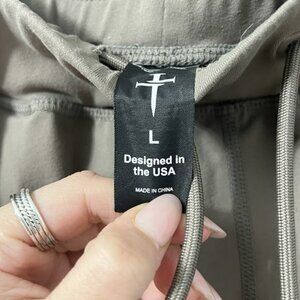 L
Designed in
the USA
MADE IN CHINA